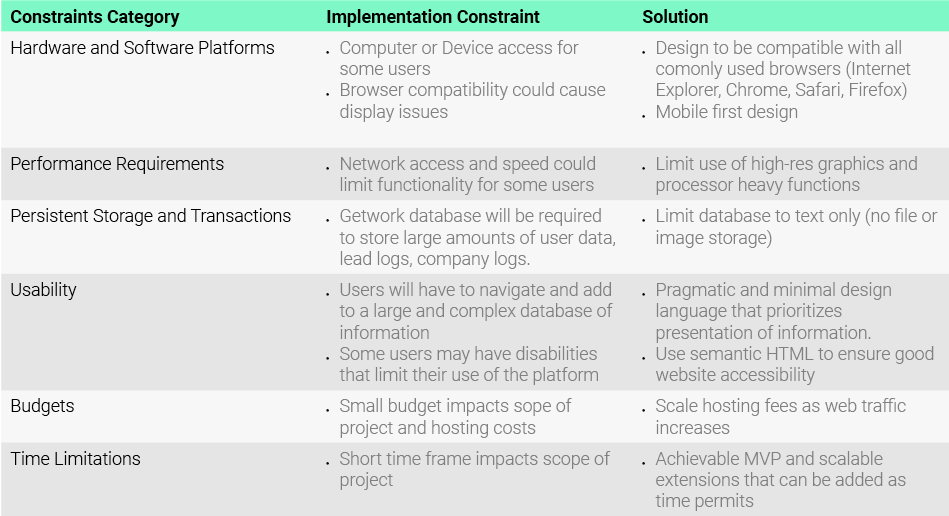 Constraints Category Implementation Constraint Solution
Hardware and Software Platforms
• Computer or Device access for
some users
• Browser compatibility could cause
display issues
• Design to be compatible with all
comonly used browsers (Internet
Explorer, Chrome, Safari, Firefox)
• Mobile first design
Performance Requirements
• Network access and speed could
limit functionality for some users
• Limit use of high-res graphics and
processor heavy functions
Persistent Storage and Transactions
• Getwork database will be required
to store large amounts of user data,
lead logs, company logs.
• Limit database to text only (no file or
image storage)
Usability
• Users will have to navigate and add
to a large and complex database of
information
• Some users may have disabilities
that limit their use of the platform
• Pragmatic and minimal design
language that prioritizes
presentation of information.
• Use semantic HTML to ensure good
website accessibility
Budgets
• Small budget impacts sope of
project and hosting costs
• Scale hosting fees as web traffic
increases
Time Limitations
• Short time frame impacts scope of
project
• Achievable MVP and scalable
extensions that can be added as
time permits